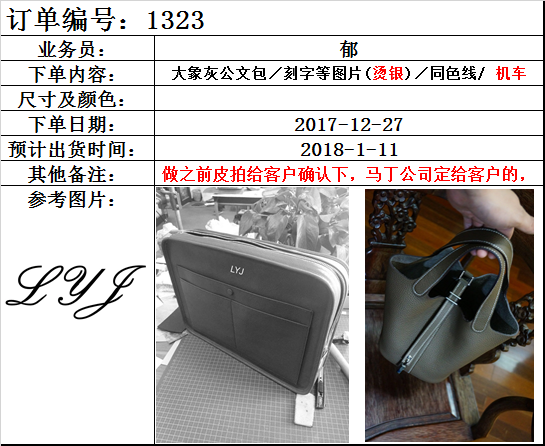 订单编号：1323
业务员： 郁
下单内容： 大象灰公文包／刻字等图片(烫银)／同色线/ 机车
尺寸及颜色：
下单日期： 2017-12-27
预计出货时间： 2018-1-11
其他备注： 做之前皮拍给客户确认下，马丁公司定给客户的，
参考图片：
LYJ
LYJ